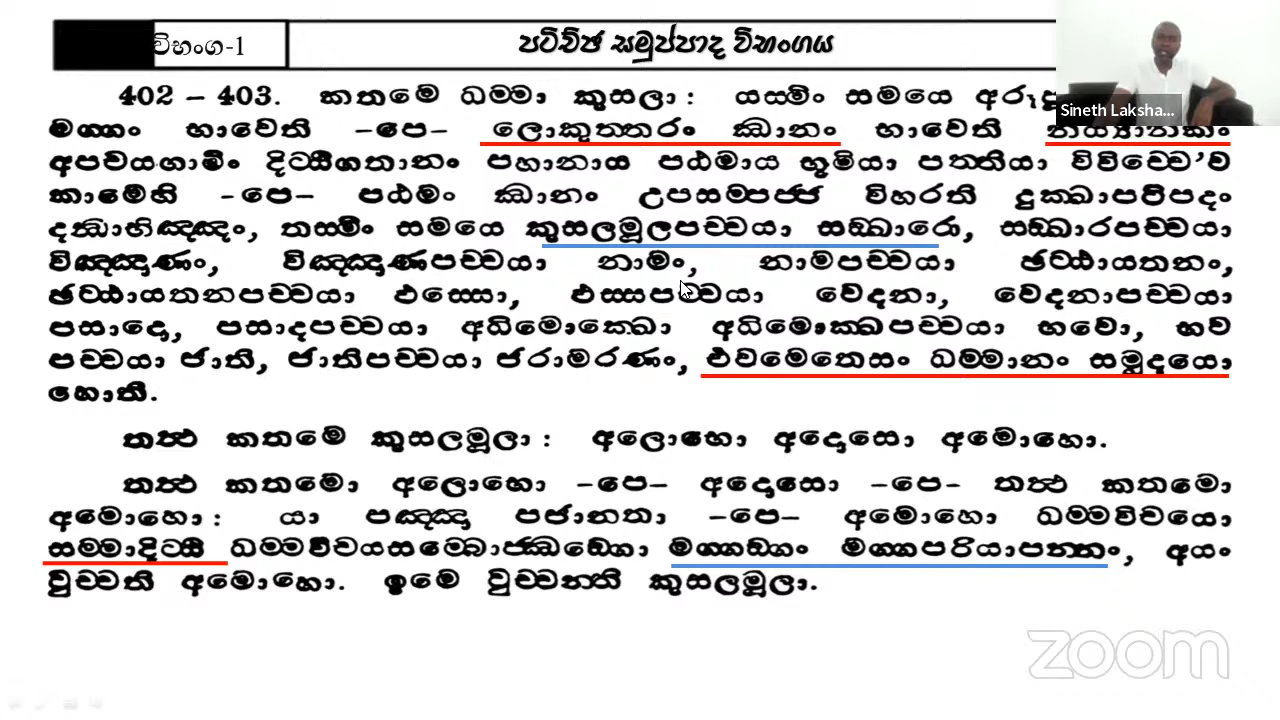 විභංග-1
පටිච්ඡ සමුප්පාද විභංගය
Sineth Laksha...
402 – 403. කතමෙ ධම්මා කුසලා : යස්මිං සමයෙ
මග්ගං භාවෙති –පෙ– ලොකුත්තරං ඣානං භාවෙති නිය්‍යානිකං
අපචයගාමිං දිට්ඨිගතානං පහානාය පඨමාය භූමියා පත්තියා විවිච්චෙ’ව
කාමෙහි –පෙ– පඨමං ඣානං උපසම්පජ්ජ විහරති දුක්ඛාපටිපදං
දන්ධාභිඤ්ඤං, තස්මිං සමයෙ කුසලමූලපච්චයා සඞ්ඛාරො, සඞ්ඛාරපච්චයා
විඤ්ඤාණං, විඤ්ඤාණපච්චයා නාමං, නාමපච්චයා ඡට්ඨායතනං,
ඡට්ඨායතනපච්චයා ඵස්සො, ඵස්සපච්චයා වේදනා, වේදනාපච්චයා
පසාදො, පසාදපච්චයා අධිමොක්ඛො අධිමොක්ඛපච්චයා භවො, භව
පච්චයා ජාති, ජාතිපච්චයා ජරාමරණං, එවමෙතෙසං ධම්මානං සමුදයො
හොති.
තත්ථ කතමේ කුසලමූලා : අලොභො අදොසො අමොහො.
තත්ථ කතමො අලොභො –පෙ– අදොසො –පෙ– තත්ථ කතමො
අමොහො : යා පඤ්ඤා පජානනා –පෙ– අමොහො ධම්මවිචයො
සම්මාදිට්ඨි ධම්මවිචයසම්බොජ්ඣඞ්ගො මග්ගඞ්ගං මග්ගපරියාපන්නං, අයං
වුච්චති අමොහො. ඉමෙ වුච්චන්ති කුසලමූලා.
zoom